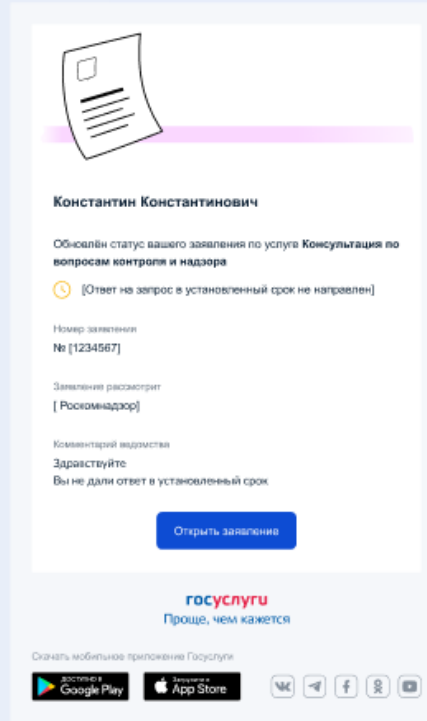 Константин Константинович
Обновлён статус вашего заявления по услуге Консультация по
вопросам контроля и надзора
[Ответ на запрос в установленный срок не направлен]
Номер заявления
№ [1234567]
Заявление рассмотрит
[ Роскомнадзор]
Комментарий ведомства
Здравствуйте
Вы не дали ответ в установленный срок
Открыть заявление
госуслуги
Проще, чем кажется
Скачать мобильное приложение Госуслуги
ДОСТУПНО В
Google Play
Загрузите в
App Store